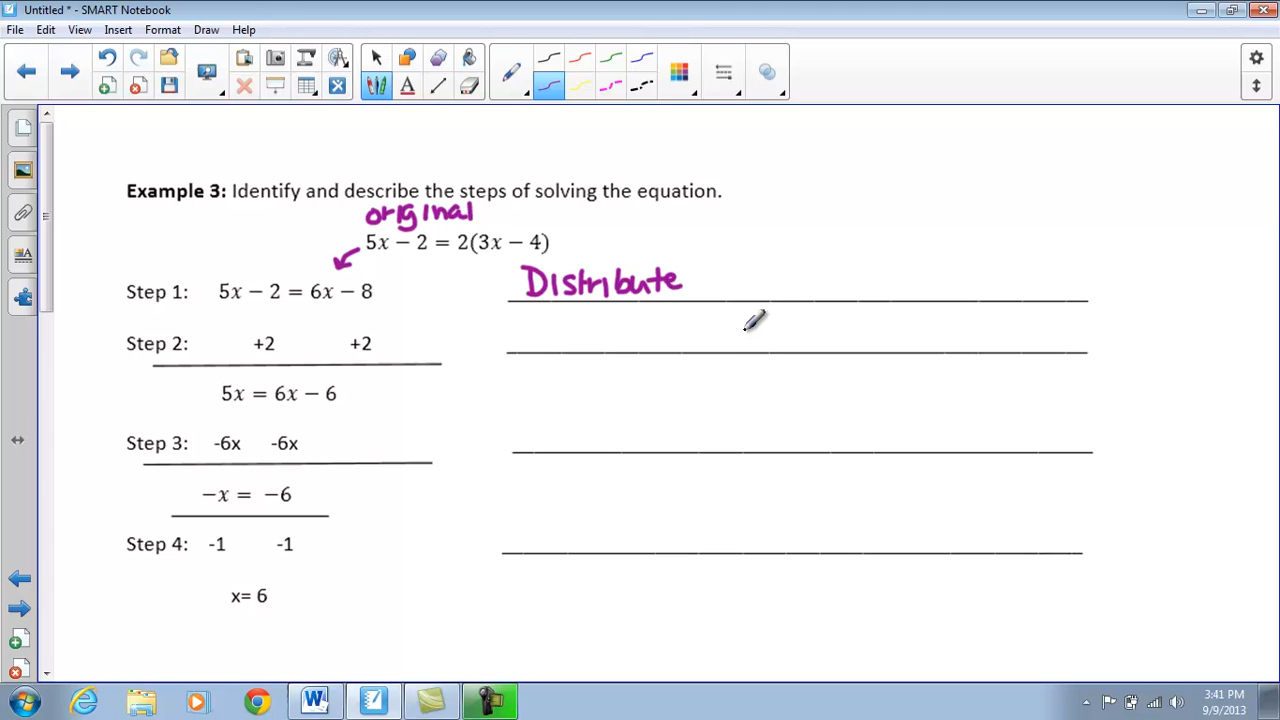 Untitled * - SMART Notebook
File Edit View Insert Format Draw Help
Example 3: Identify and describe the steps of solving the equation.
original
5x − 2 = 2(3x − 4)
Distribute
Step 1: 5x − 2 = 6x − 8
Step 2: +2 +2
5x = 6x − 6
Step 3: -6x -6x
−x = −6
Step 4: -1 -1
x= 6
3:41 PM
9/9/2013